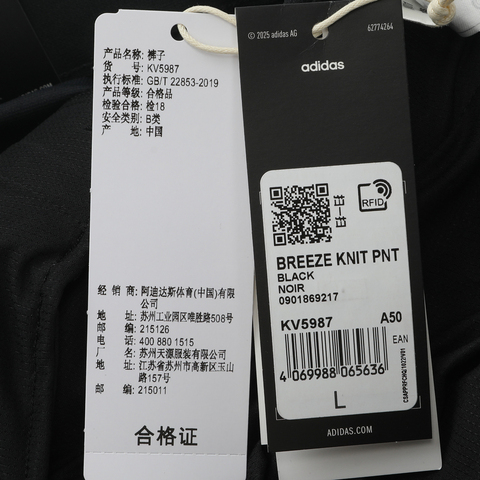 产品名称: 裤子
货 号: KV5987
执行标准: GB/T 22853-2019
产品等级: 合格品
检验合格: 检18
安全类别: B类
产 地: 中国
经 销 商: 阿迪达斯体育(中国)有限
公司
地 址: 苏州工业园区唯胜路508号
邮 编: 215126
电 话: 400 880 1515
厂 名: 苏州天源服装有限公司
地 址: 江苏省苏州市高新区玉山
路157号
邮 编: 215011
合格证
© 2025 adidas AG
62774264
adidas
RFID
BREEZE KNIT PNT
BLACK
NOIR
0901869217
KV5987 A50
EAN
4 069988 065636
L
ADIDAS.COM